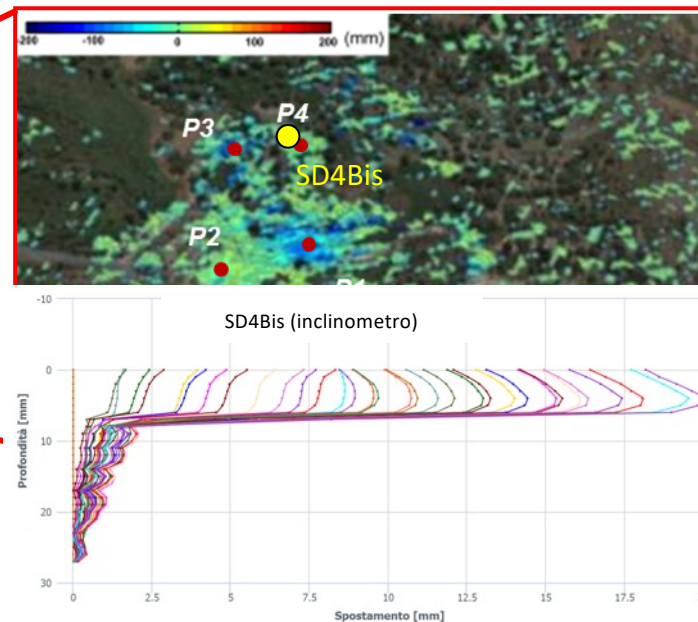 -200 -100 0 100 200 (mm)
P4
P3
SD4Bis
P2
SD4Bis (inclinometro)
-10
0
10
20
30
Profondità [mm]
0 2.5 5 7.5 10 12.5 15 17.5
Spostamento [mm]